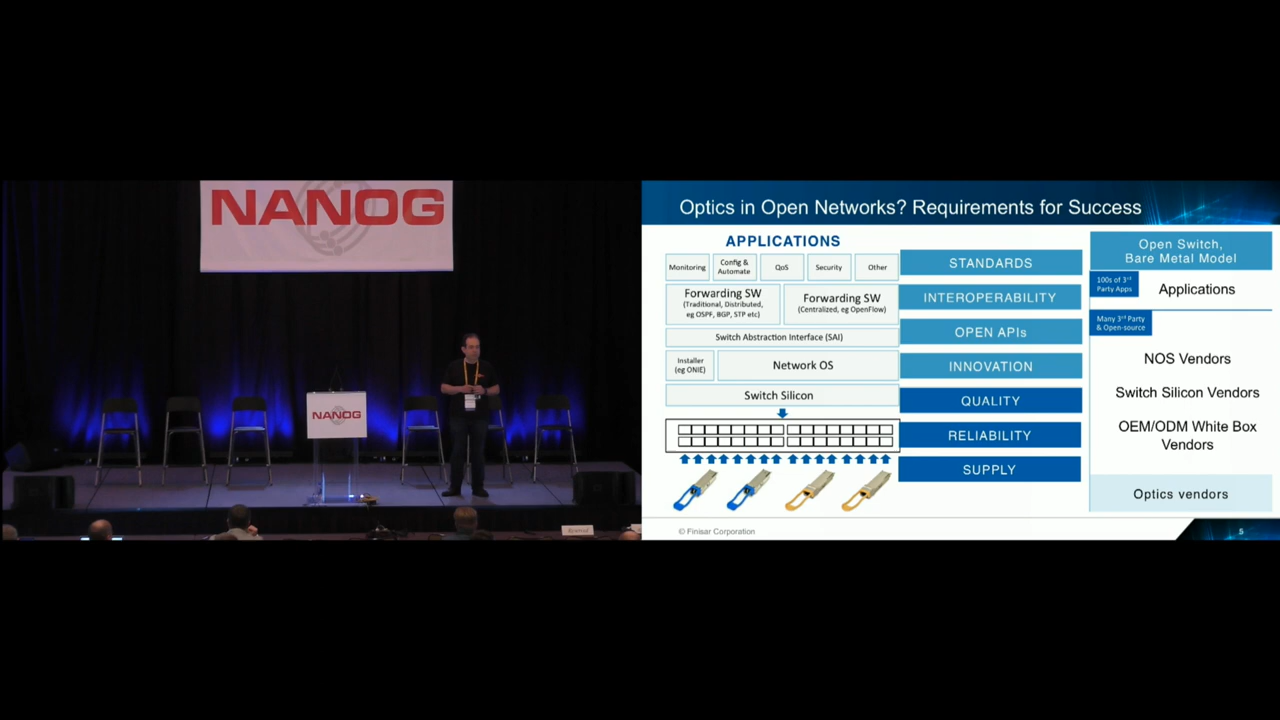 NANOG
NANOG
Optics in Open Networks? Requirements for Success
APPLICATIONS
Monitoring
Config &
Automate
QoS
Security
Other
Forwarding SW
(Traditional, Distributed,
eg OSPF, BGP, STP etc)
Forwarding SW
(Centralized, eg OpenFlow)
Switch Abstraction Interface (SAI)
Installer
(eg ONIE)
Network OS
Switch Silicon
STANDARDS
INTEROPERABILITY
OPEN APIs
INNOVATION
QUALITY
RELIABILITY
SUPPLY
Open Switch,
Bare Metal Model
100s of 3rd
Party Apps
Applications
Many 3rd Party
& Open-source
NOS Vendors
Switch Silicon Vendors
OEM/ODM White Box
Vendors
Optics vendors
© Finisar Corporation
5